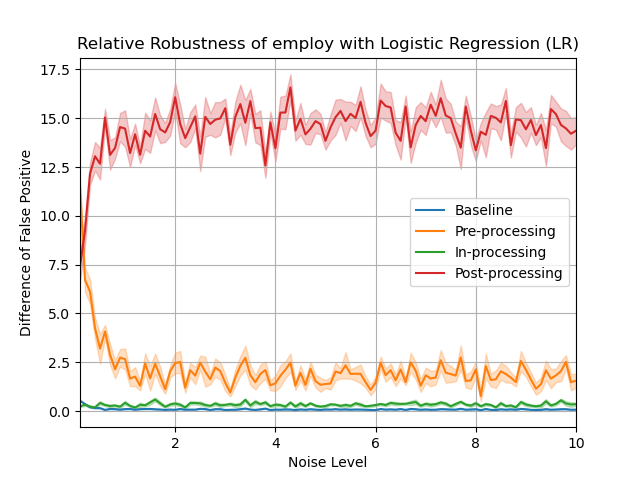 Relative Robustness of employ with Logistic Regression (LR)
17.5
15.0
12.5
10.0
7.5
5.0
2.5
0.0
Difference of False Positive
Baseline
Pre-processing
In-processing
Post-processing
2
4
6
8
10
Noise Level